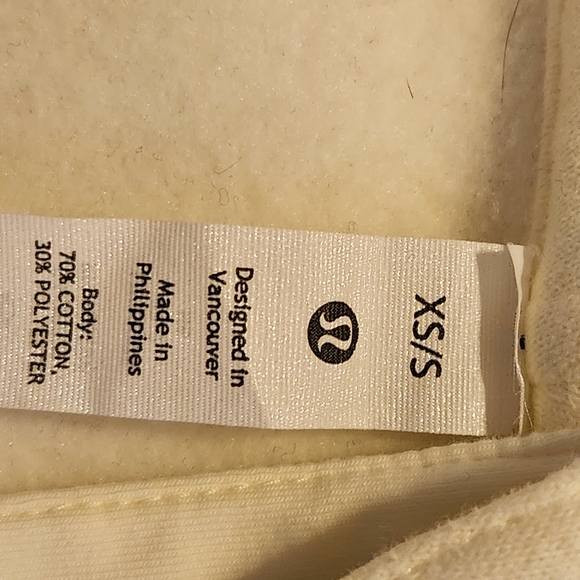 XS/S
Designed in
Vancouver
Made in
Philippines
Body:
70% COTTON,
30% POLYESTER